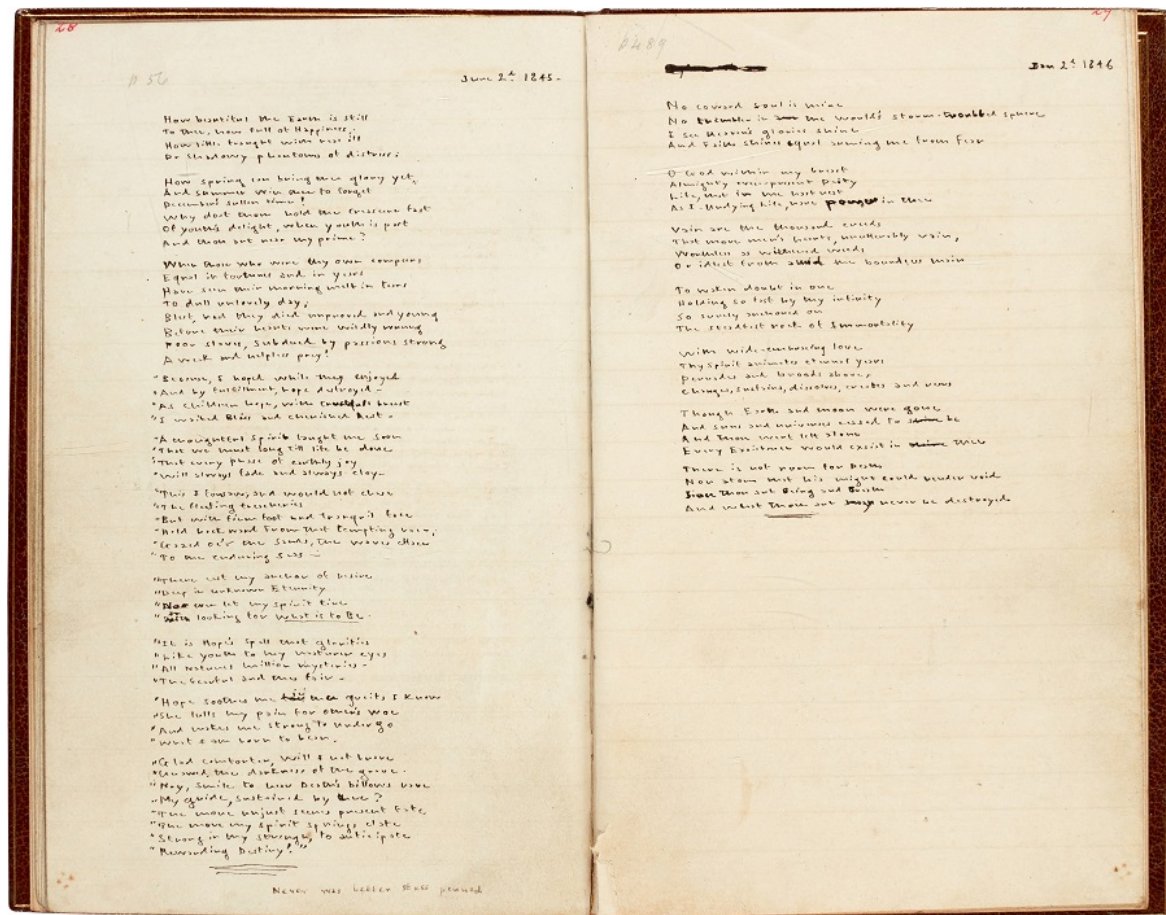 28
p 56
June 2d. 1845-
How beautiful the Earth is still
To thee, how full of Happiness;
How little fraught with real ill
Or shadowy phantoms of distress;
How Spring can bring thee glory yet,
And Summer win thee to forget
December's sullen time!
Why dost thou hold the treasure fast
Of youth's delight, when youth is past
And thou art near thy prime?
When those who were thy own compeers
Equal in fortunes and in years
Have seen their morning melt in tears
To dull unlovely day;
Blest, had they died unproved and young
Before their hearts were wildly wrung
Poor slaves, subdued by passions strong
A weak and helpless prey!
"Because, I hoped while they enjoyed
"And by fulfilment, hope destroyed-
"As children hope, with trustful breast
"I waited Bliss and cherished Rest-
"A thoughtful Spirit taught me soon
"That we must long till life be done
"That every phase of earthly joy
"Will always fade and always cloy-
"This I foresaw, and would not chase
"The fleeting treacheries
"But with firm foot and tranquil face
"Held backward from that tempting race;
"Gazed o'er the sands, the waves efface
"To the enduring seas-
"There cast my anchor of Desire
"Deep in unknown Eternity
"Nor ever let my Spirit tire
"With looking for What is to Be-
"It is Hope's spell that glorifies
"Like youth to my maturer eyes
"All Nature's million mysteries-
"The fearful and the fair-
"Hope soothes me in the griefs I know
"She lulls my pain for others woe
"And makes me strong to undergo
"What I am born to bear.
"Glad comforter, will I not brave
"Unawed the darkness of the grave.
"Nay, smile to hear Death's billows rave
"My guide, sustained by thee?
"The more unjust seems present fate
"The more my Spirit springs elate
"Strong in thy strength, to anticipate
"Rewarding Destiny!"
Never was better stuff penned
Jan 2d. 1846
No coward soul is mine
No trembler in the world's storm-troubled sphere
I see Heaven's glories shine
And Faith shines equal arming me from Fear
O God within my breast
Almighty ever-present Deity
Life, that in me hast rest
As I Undying Life, have power in thee
Vain are the thousand creeds
That move men's hearts, unutterably vain,
Worthless as withered weeds
Or idlest froth amid the boundless main
To waken doubt in one
Holding so fast by thy infinity
So surely anchored on
The steadfast rock of Immortality
With wide-embracing love
Thy Spirit animates eternal years
Pervades and broods above,
Changes, sustains, dissolves, creates and rears
Though Earth and moon were gone
And suns and universes ceased to be
And Thou wert left alone
Every Existence would exist in thee
There is not room for Death
Nor atom that his might could render void
Since thou art Being and Breath
And what thou art may never be destroyed